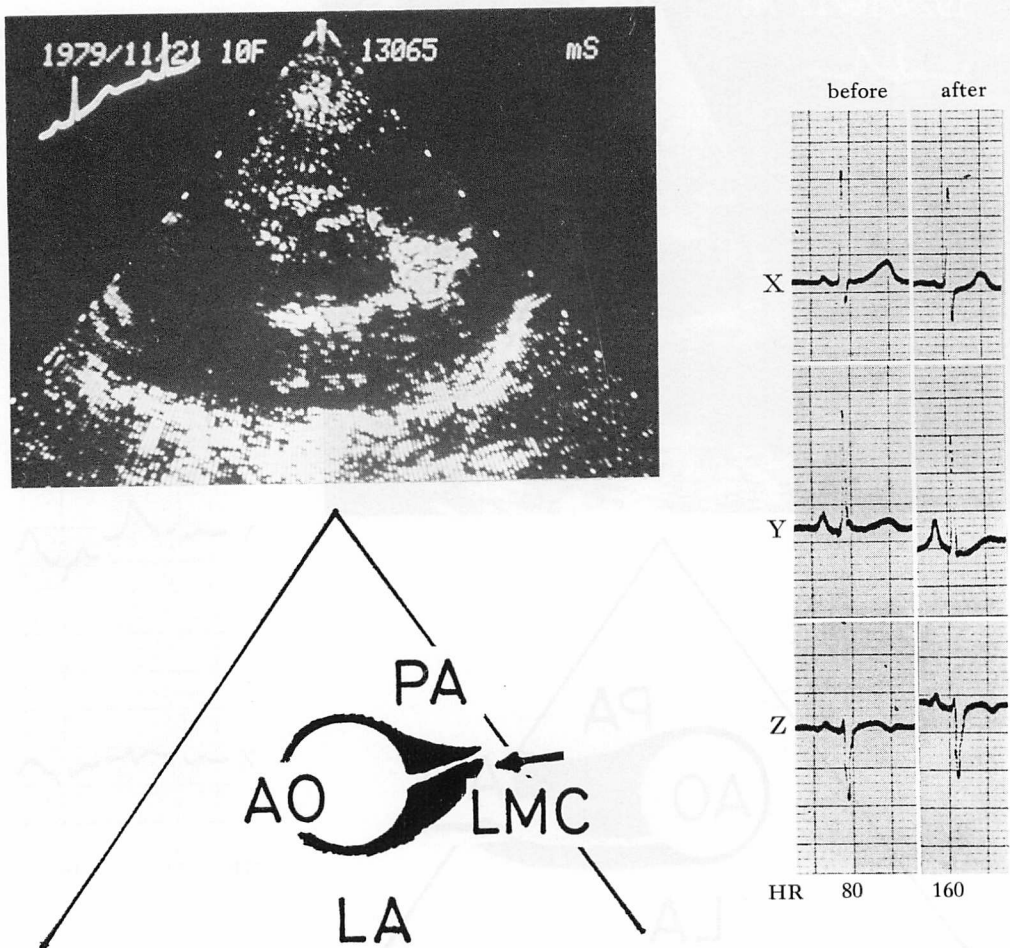 1979/11/21 10F 13065 mS
before after
X
Y
Z
HR 80 160
PA
AO
LMC
LA